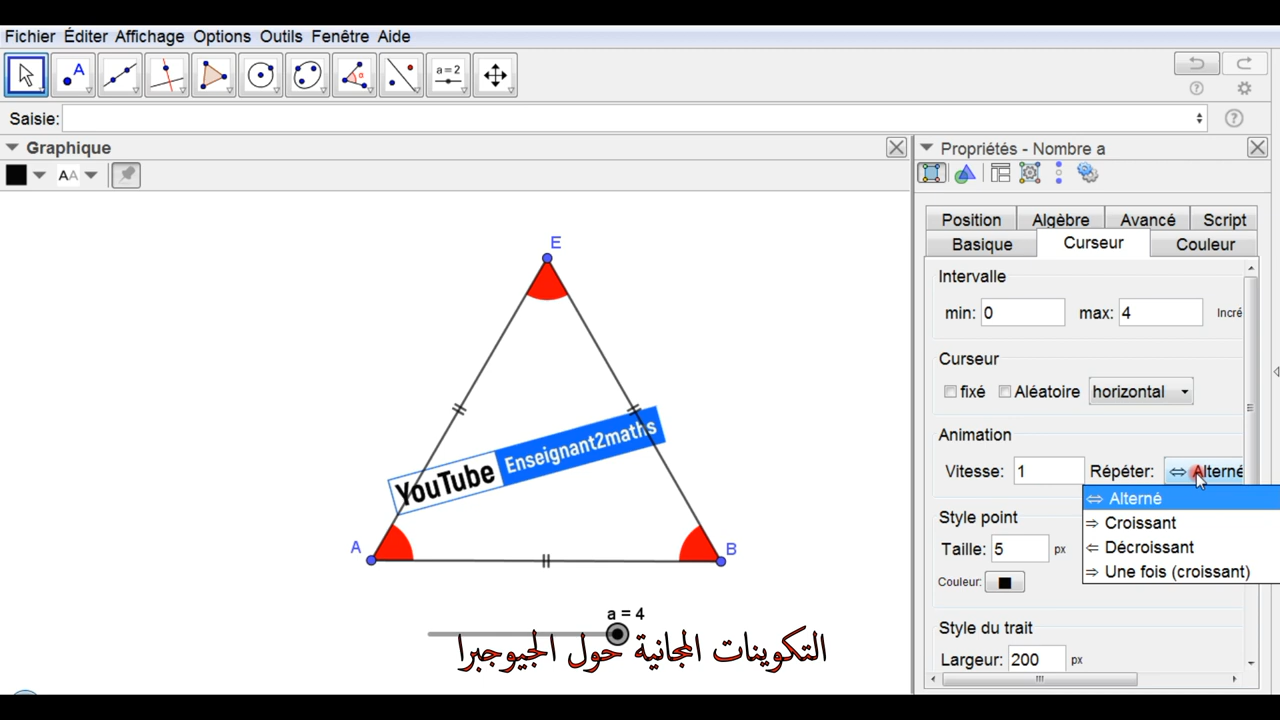 Fichier Éditer Affichage Options Outils Fenêtre Aide
A
α
a=2
Saisie:
Graphique
Propriétés - Nombre a
AA
Position Algèbre Avancé Script
Basique Curseur Couleur
Intervalle
min: 0 max: 4 Incré
Curseur
fixé Aléatoire horizontal
Animation
Vitesse: 1 Répéter: ⇔ Alterné
⇔ Alterné
⇒ Croissant
⇐ Décroissant
⇒ Une fois (croissant)
Style point
Taille: 5 px
Couleur:
Style du trait
Largeur: 200 px
E
YouTube Enseignant2maths
A
B
a = 4
التكوينات المجانية حول الجيوجبرا